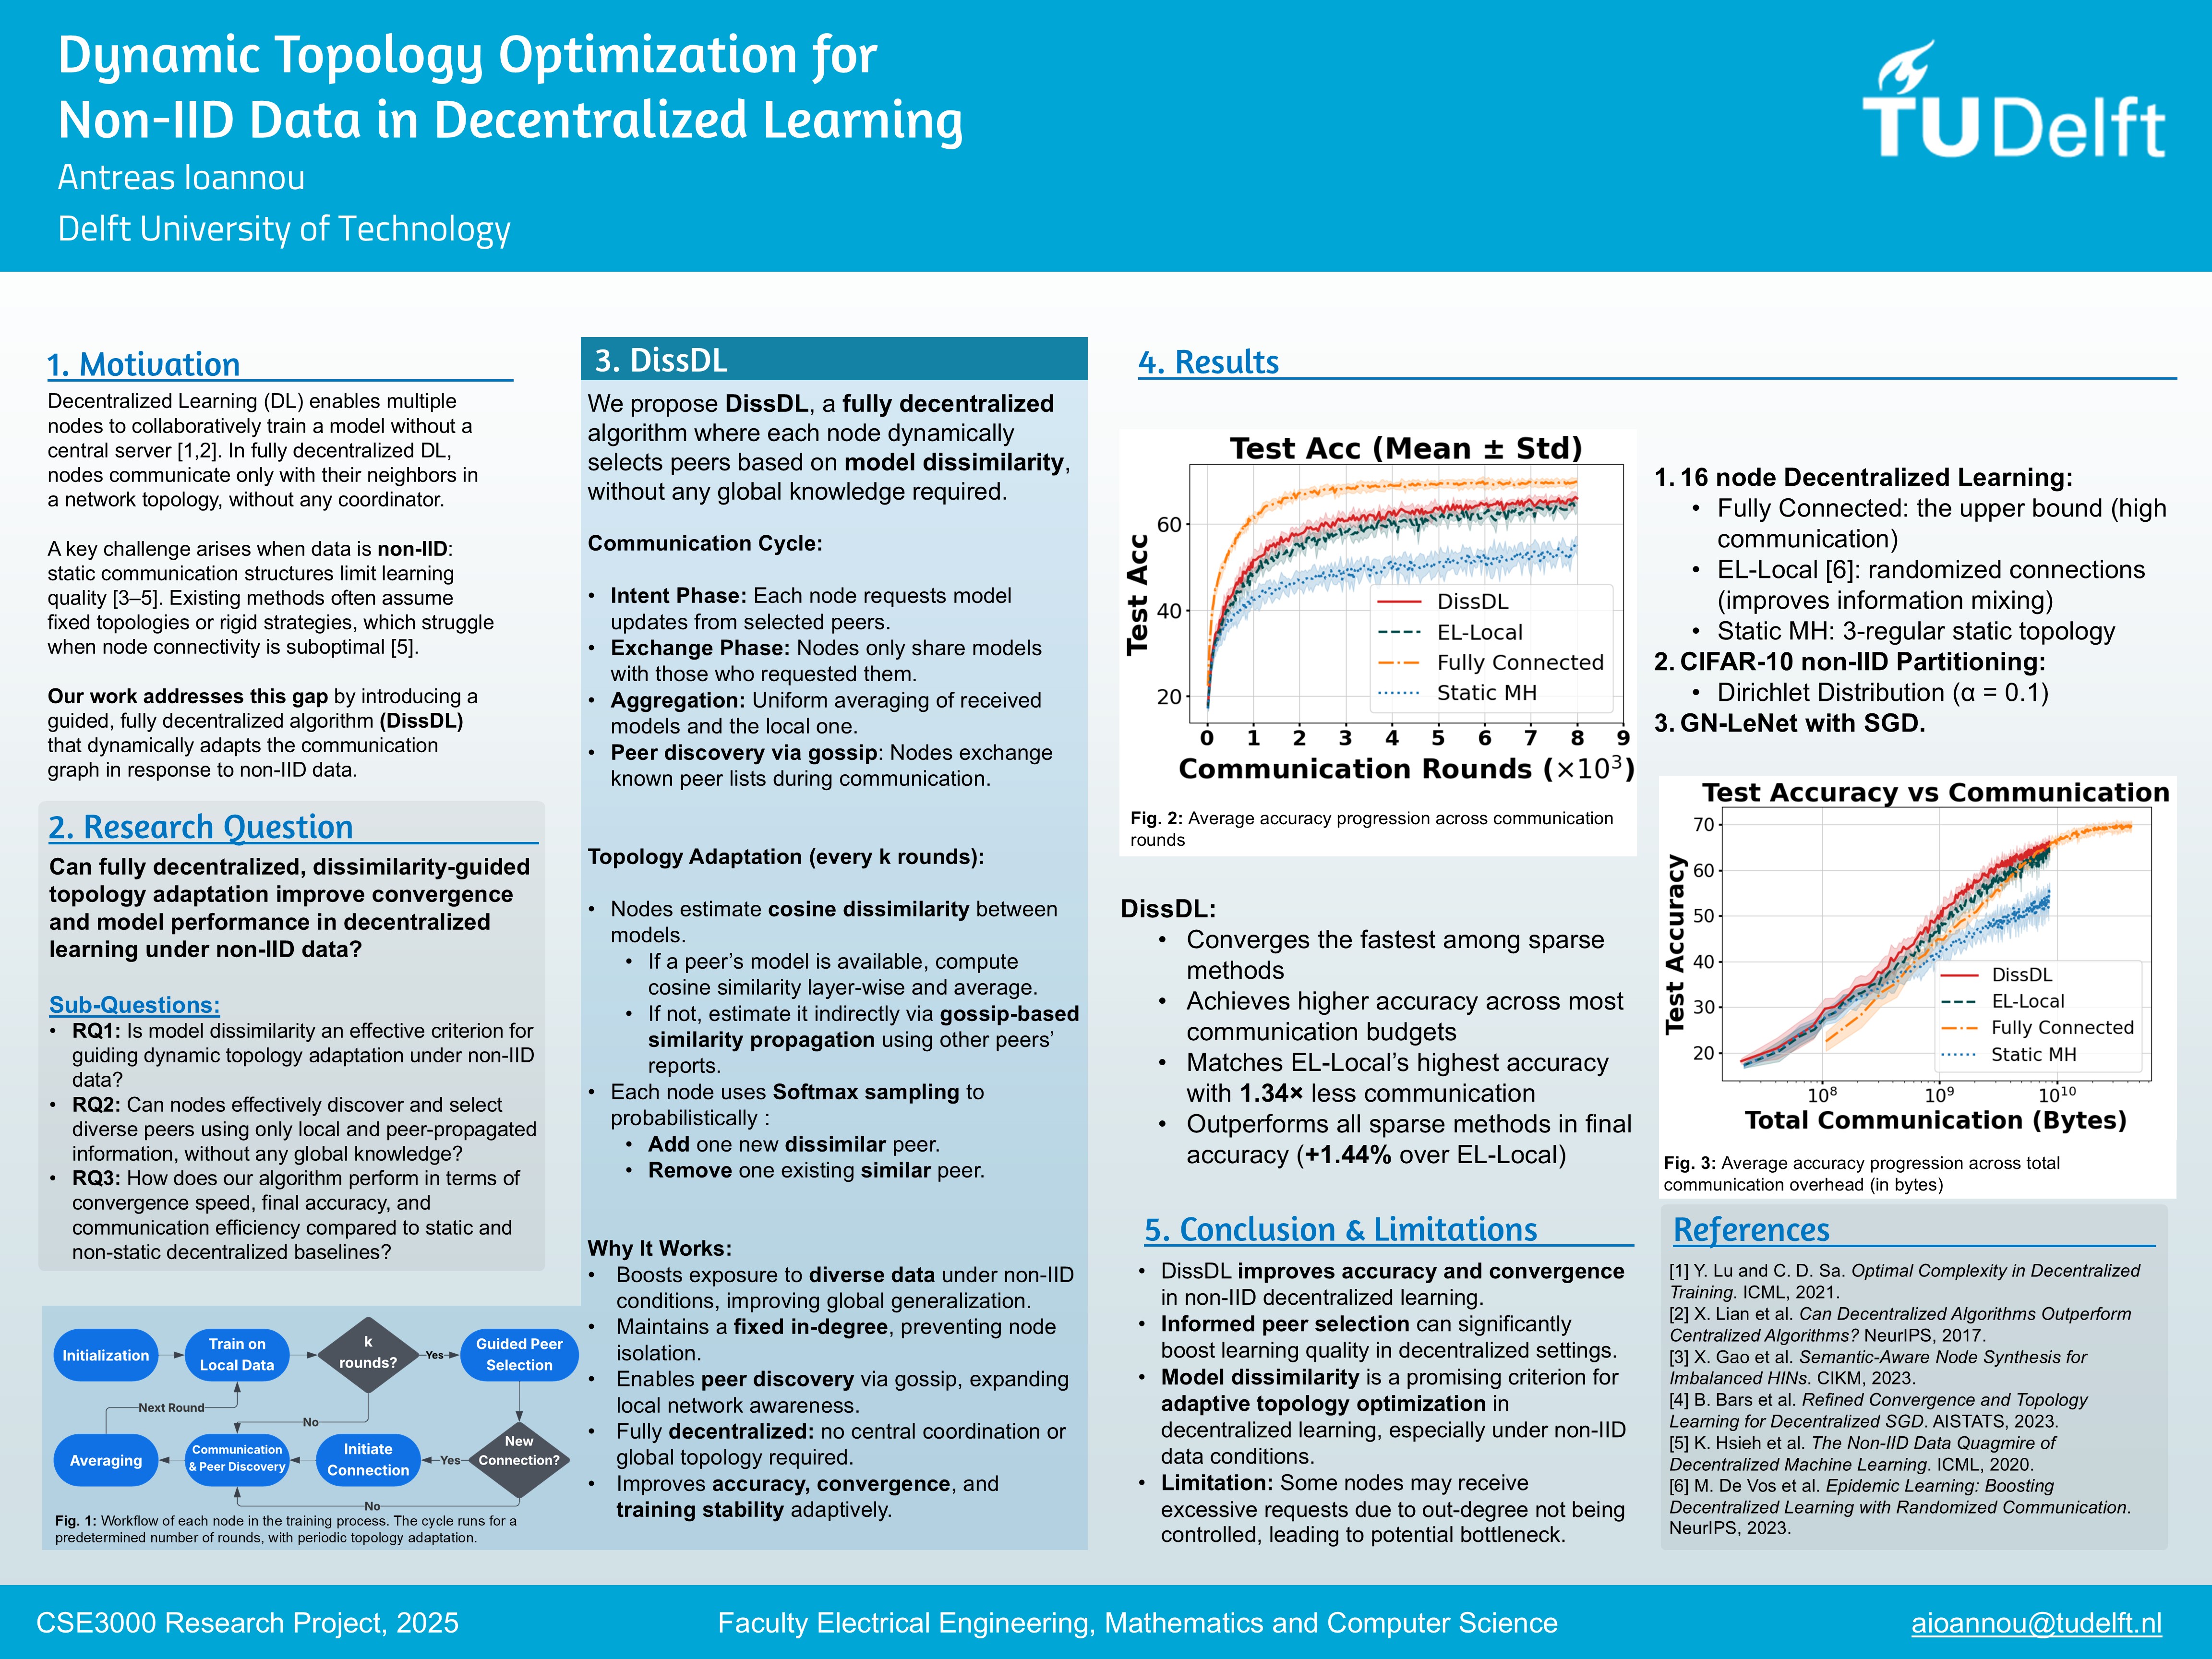 Dynamic Topology Optimization for
Non-IID Data in Decentralized Learning
Antreas Ioannou
Delft University of Technology
TUDelft
1. Motivation
Decentralized Learning (DL) enables multiple
nodes to collaboratively train a model without a
central server [1,2]. In fully decentralized DL,
nodes communicate only with their neighbors in
a network topology, without any coordinator.
A key challenge arises when data is non-IID:
static communication structures limit learning
quality [3–5]. Existing methods often assume
fixed topologies or rigid strategies, which struggle
when node connectivity is suboptimal [5].
Our work addresses this gap by introducing a
guided, fully decentralized algorithm (DissDL)
that dynamically adapts the communication
graph in response to non-IID data.
2. Research Question
Can fully decentralized, dissimilarity-guided
topology adaptation improve convergence
and model performance in decentralized
learning under non-IID data?
Sub-Questions:
• RQ1: Is model dissimilarity an effective criterion for
guiding dynamic topology adaptation under non-IID
data?
• RQ2: Can nodes effectively discover and select
diverse peers using only local and peer-propagated
information, without any global knowledge?
• RQ3: How does our algorithm perform in terms of
convergence speed, final accuracy, and
communication efficiency compared to static and
non-static decentralized baselines?
Initialization
Train on
Local Data
k
rounds?
Yes
Guided Peer
Selection
Next Round
No
Averaging
Communication
& Peer Discovery
Initiate
Connection
Yes
New
Connection?
No
Fig. 1: Workflow of each node in the training process. The cycle runs for a
predetermined number of rounds, with periodic topology adaptation.
3. DissDL
We propose DissDL, a fully decentralized
algorithm where each node dynamically
selects peers based on model dissimilarity,
without any global knowledge required.
Communication Cycle:
• Intent Phase: Each node requests model
updates from selected peers.
• Exchange Phase: Nodes only share models
with those who requested them.
• Aggregation: Uniform averaging of received
models and the local one.
• Peer discovery via gossip: Nodes exchange
known peer lists during communication.
Topology Adaptation (every k rounds):
• Nodes estimate cosine dissimilarity between
models.
• If a peer's model is available, compute
cosine similarity layer-wise and average.
• If not, estimate it indirectly via gossip-based
similarity propagation using other peers'
reports.
• Each node uses Softmax sampling to
probabilistically :
• Add one new dissimilar peer.
• Remove one existing similar peer.
Why It Works:
• Boosts exposure to diverse data under non-IID
conditions, improving global generalization.
• Maintains a fixed in-degree, preventing node
isolation.
• Enables peer discovery via gossip, expanding
local network awareness.
• Fully decentralized: no central coordination or
global topology required.
• Improves accuracy, convergence, and
training stability adaptively.
4. Results
Test Acc (Mean ± Std)
Test Acc
60
40
20
DissDL
EL-Local
Fully Connected
Static MH
0 1 2 3 4 5 6 7 8 9
Communication Rounds (×10³)
Fig. 2: Average accuracy progression across communication
rounds
1. 16 node Decentralized Learning:
• Fully Connected: the upper bound (high
communication)
• EL-Local [6]: randomized connections
(improves information mixing)
• Static MH: 3-regular static topology
2. CIFAR-10 non-IID Partitioning:
• Dirichlet Distribution (α = 0.1)
3. GN-LeNet with SGD.
DissDL:
• Converges the fastest among sparse
methods
• Achieves higher accuracy across most
communication budgets
• Matches EL-Local's highest accuracy
with 1.34× less communication
• Outperforms all sparse methods in final
accuracy (+1.44% over EL-Local)
Test Accuracy vs Communication
Test Accuracy
70
60
50
40
30
20
DissDL
EL-Local
Fully Connected
Static MH
10⁸ 10⁹ 10¹⁰
Total Communication (Bytes)
Fig. 3: Average accuracy progression across total
communication overhead (in bytes)
5. Conclusion & Limitations
• DissDL improves accuracy and convergence
in non-IID decentralized learning.
• Informed peer selection can significantly
boost learning quality in decentralized settings.
• Model dissimilarity is a promising criterion for
adaptive topology optimization in
decentralized learning, especially under non-IID
data conditions.
• Limitation: Some nodes may receive
excessive requests due to out-degree not being
controlled, leading to potential bottleneck.
References
[1] Y. Lu and C. D. Sa. Optimal Complexity in Decentralized
Training. ICML, 2021.
[2] X. Lian et al. Can Decentralized Algorithms Outperform
Centralized Algorithms? NeurIPS, 2017.
[3] X. Gao et al. Semantic-Aware Node Synthesis for
Imbalanced HINs. CIKM, 2023.
[4] B. Bars et al. Refined Convergence and Topology
Learning for Decentralized SGD. AISTATS, 2023.
[5] K. Hsieh et al. The Non-IID Data Quagmire of
Decentralized Machine Learning. ICML, 2020.
[6] M. De Vos et al. Epidemic Learning: Boosting
Decentralized Learning with Randomized Communication.
NeurIPS, 2023.
CSE3000 Research Project, 2025
Faculty Electrical Engineering, Mathematics and Computer Science
aioannou@tudelft.nl